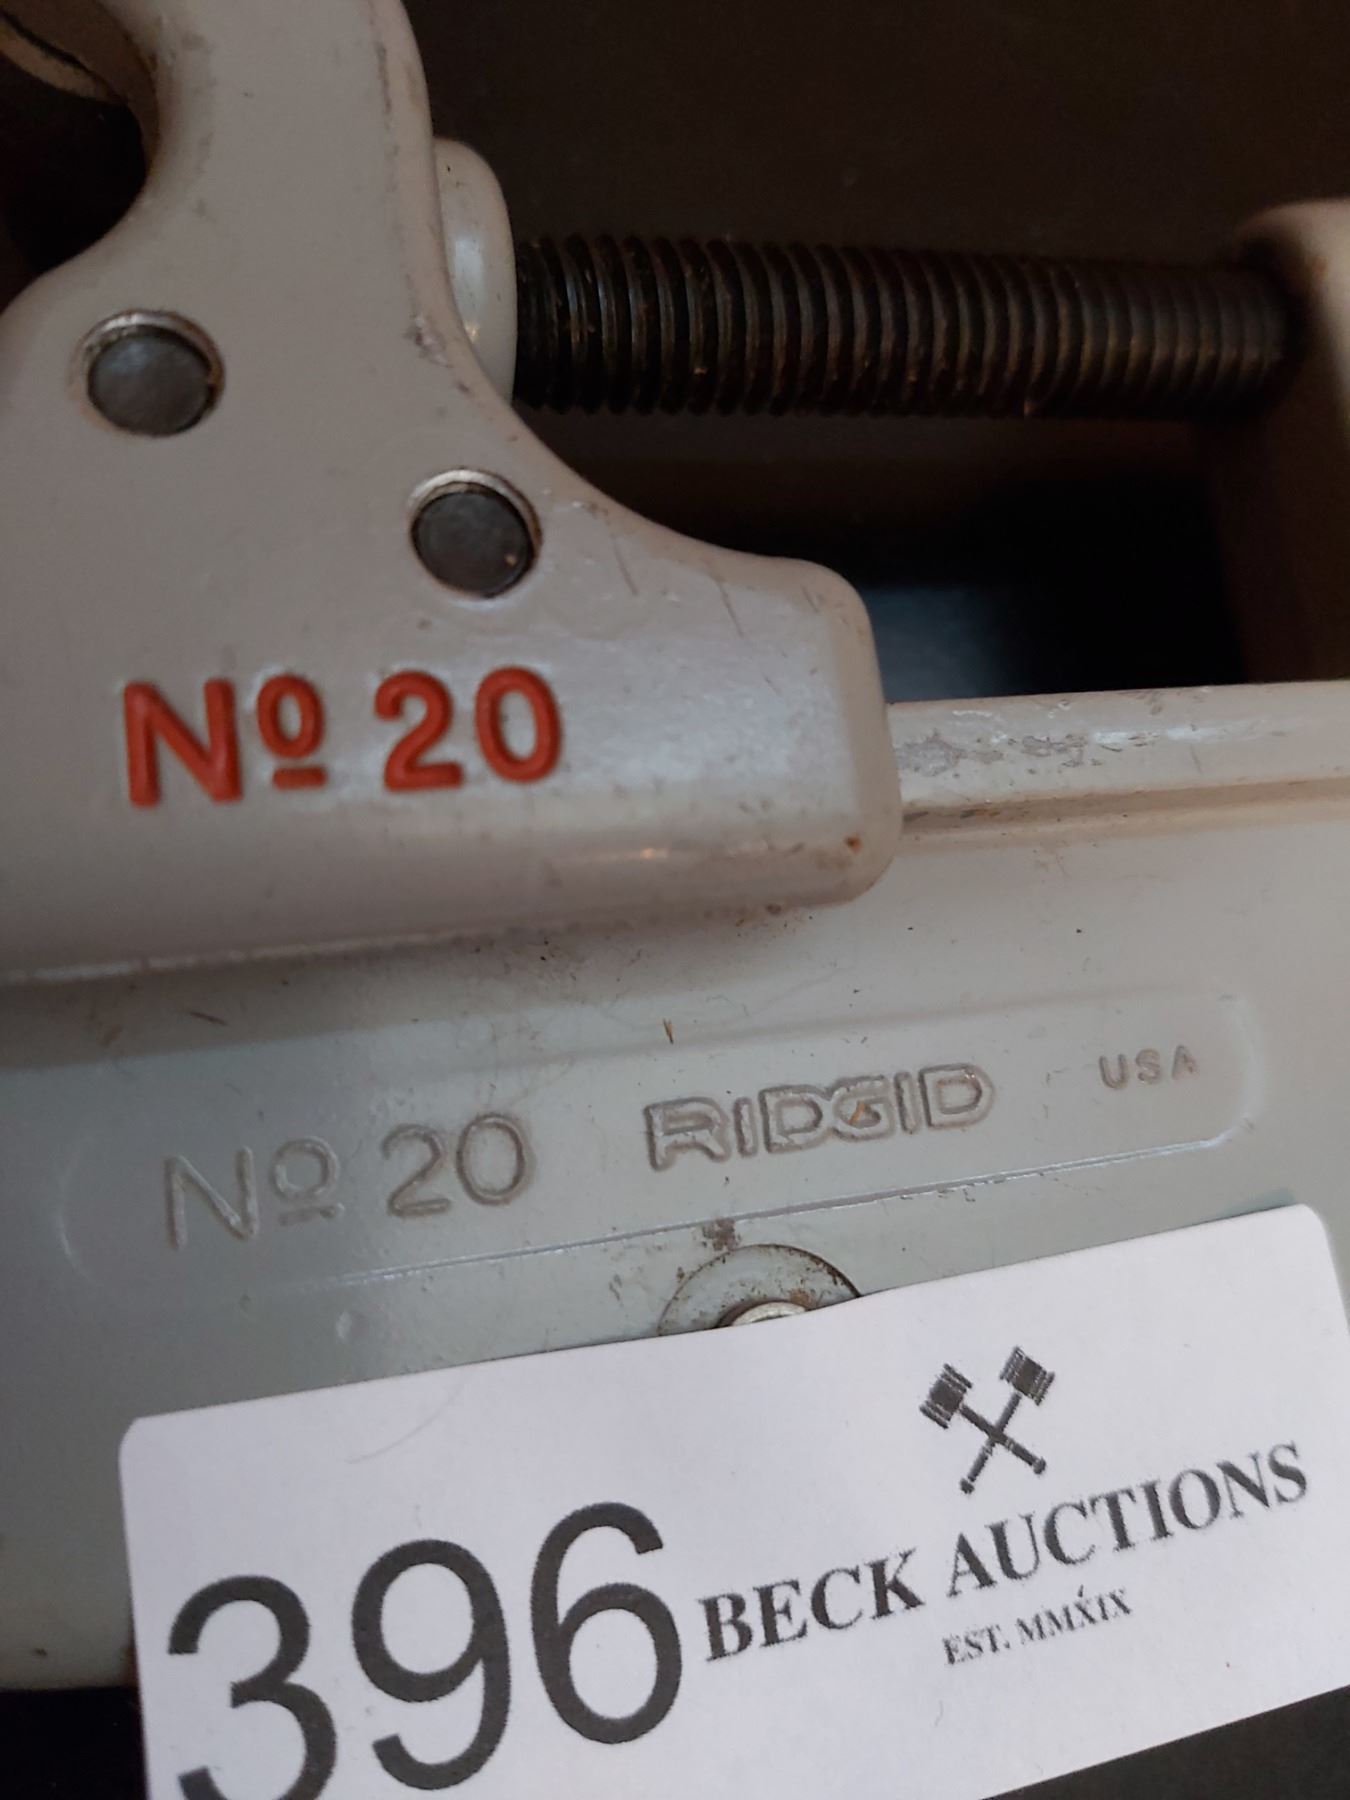 Nº 20
Nº 20 RIDGID USA
396 BECK AUCTIONS
EST. MMXIX